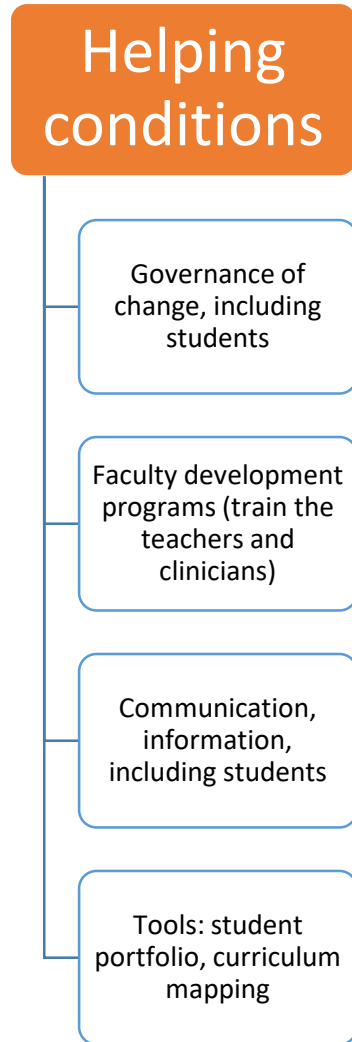 Helping
conditions
Governance of
change, including
students
Faculty development
programs (train the
teachers and
clinicians)
Communication,
information,
including students
Tools: student
portfolio, curriculum
mapping